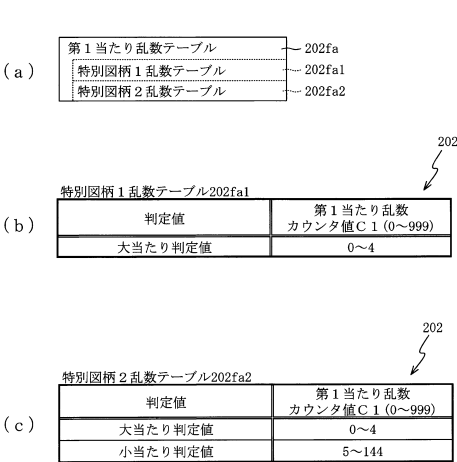 第１当たり乱数テーブル 202fa
(a) 特別図柄１乱数テーブル 202fa1
特別図柄２乱数テーブル 202fa2
202
特別図柄１乱数テーブル202fa1
(b) 判定値 第１当たり乱数
カウンタ値Ｃ１(0～999)
大当たり判定値 0～4
202
特別図柄２乱数テーブル202fa2
判定値 第１当たり乱数
カウンタ値Ｃ１(0～999)
(c) 大当たり判定値 0～4
小当たり判定値 5～144